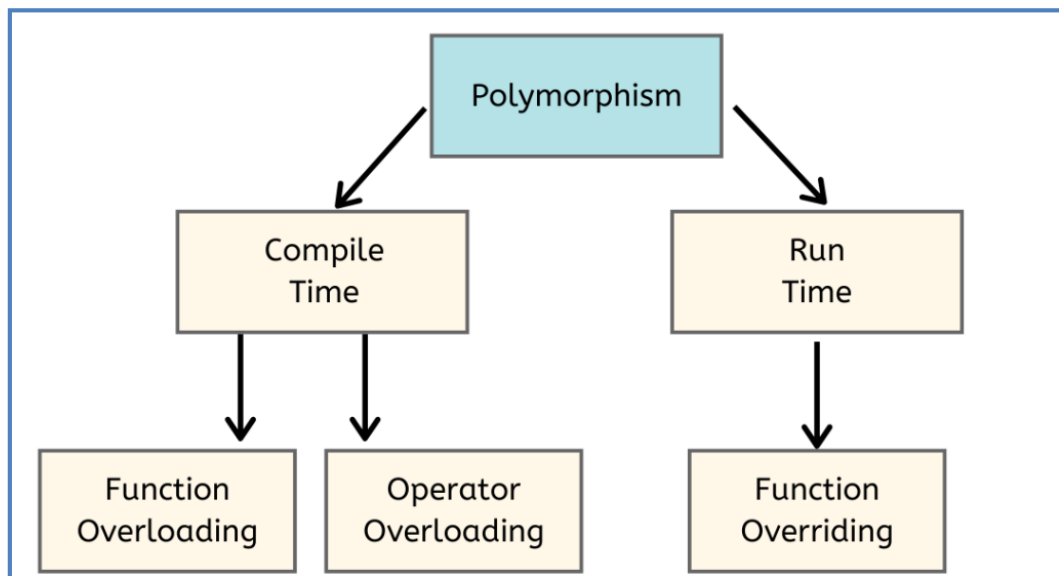 Polymorphism
Compile
Time
Run
Time
Function
Overloading
Operator
Overloading
Function
Overriding